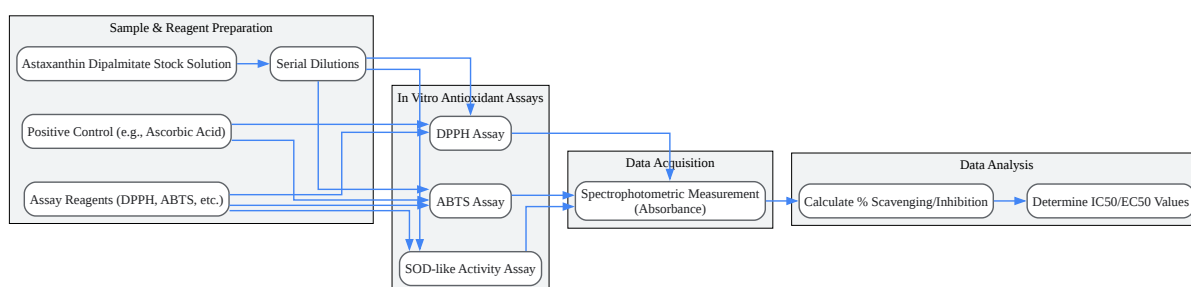 Sample & Reagent Preparation
Astaxanthin Dipalmitate Stock Solution
Serial Dilutions
Positive Control (e.g., Ascorbic Acid)
Assay Reagents (DPPH, ABTS, etc.)
In Vitro Antioxidant Assays
DPPH Assay
ABTS Assay
SOD-like Activity Assay
Data Acquisition
Spectrophotometric Measurement
(Absorbance)
Data Analysis
Calculate % Scavenging/Inhibition
Determine IC50/EC50 Values